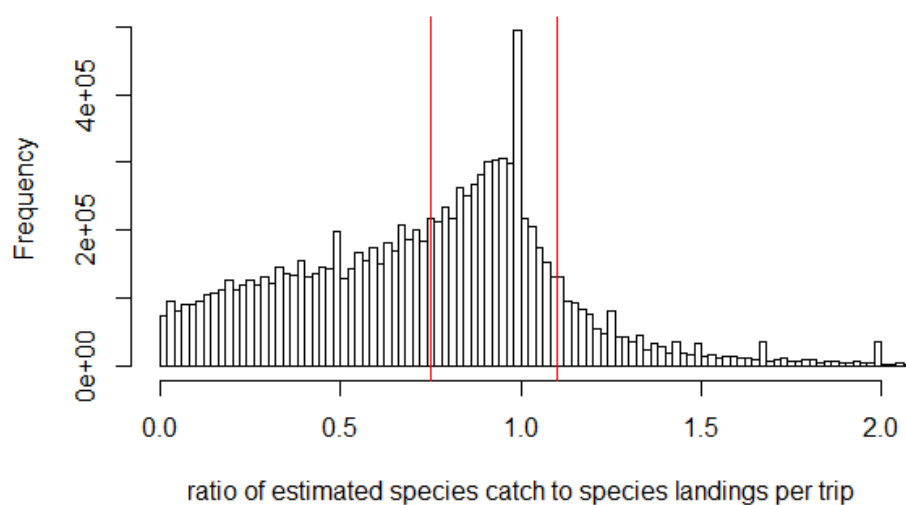 Frequency
4e+05
2e+05
0e+00
0.0 0.5 1.0 1.5 2.0
ratio of estimated species catch to species landings per trip